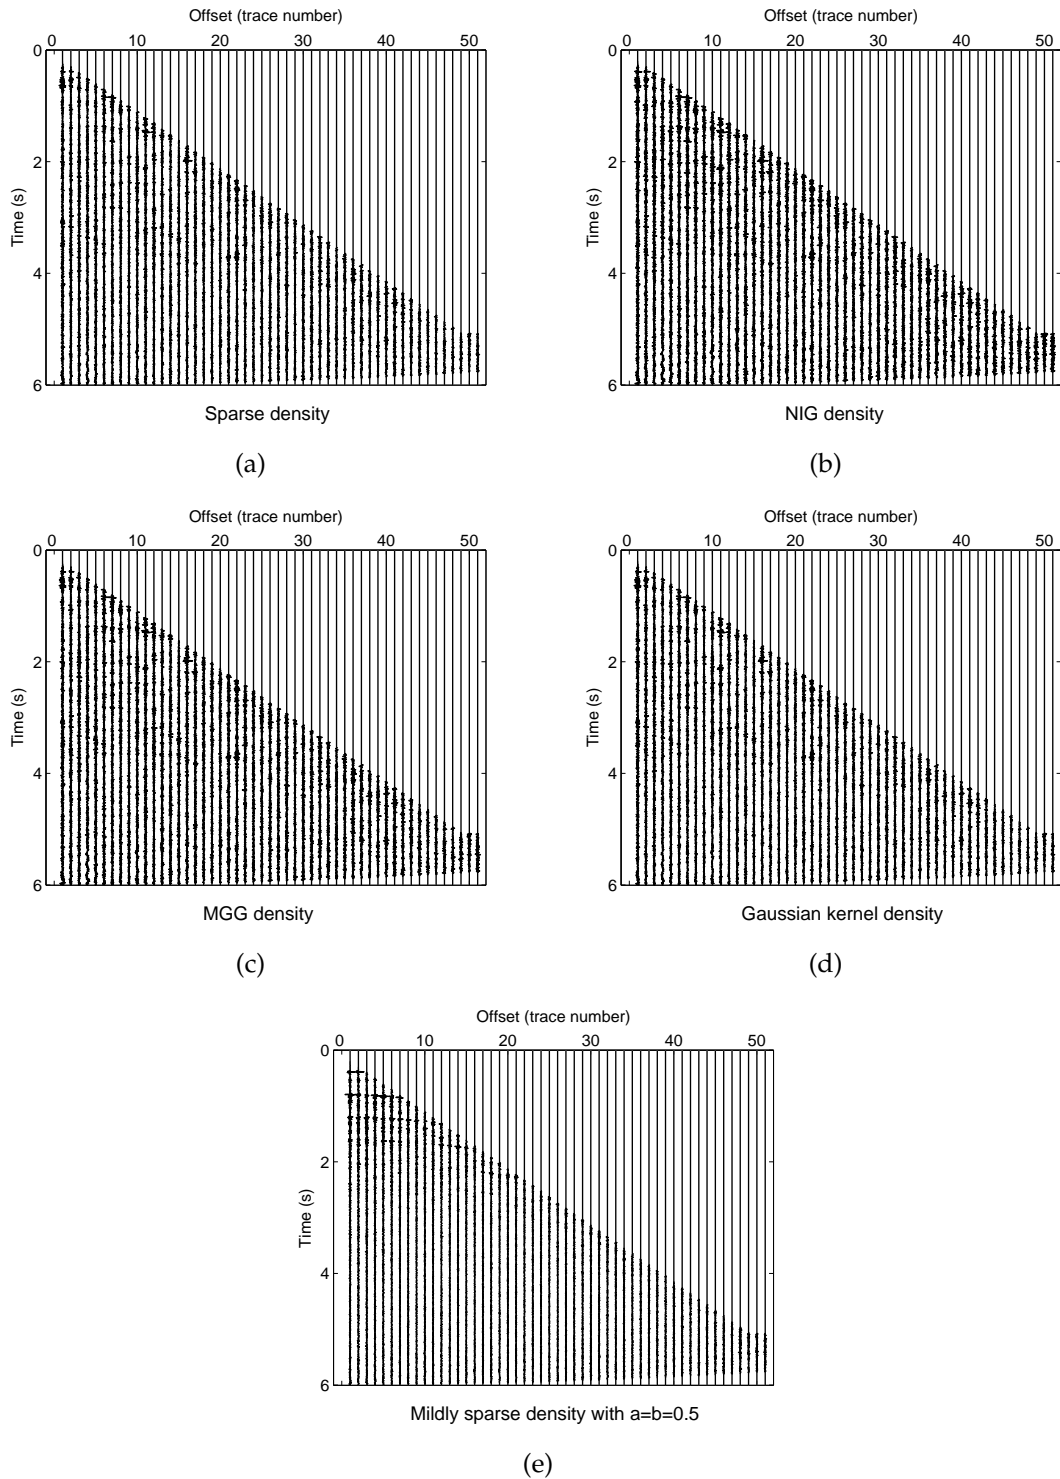 Offset (trace number)
0 10 20 30 40 50
0
2
4
6
Time (s)
Sparse density
(a)
Offset (trace number)
0 10 20 30 40 50
0
2
4
6
Time (s)
NIG density
(b)
Offset (trace number)
0 10 20 30 40 50
0
2
4
6
Time (s)
MGG density
(c)
Offset (trace number)
0 10 20 30 40 50
0
2
4
6
Time (s)
Gaussian kernel density
(d)
Offset (trace number)
0 10 20 30 40 50
0
2
4
6
Time (s)
Mildly sparse density with a=b=0.5
(e)